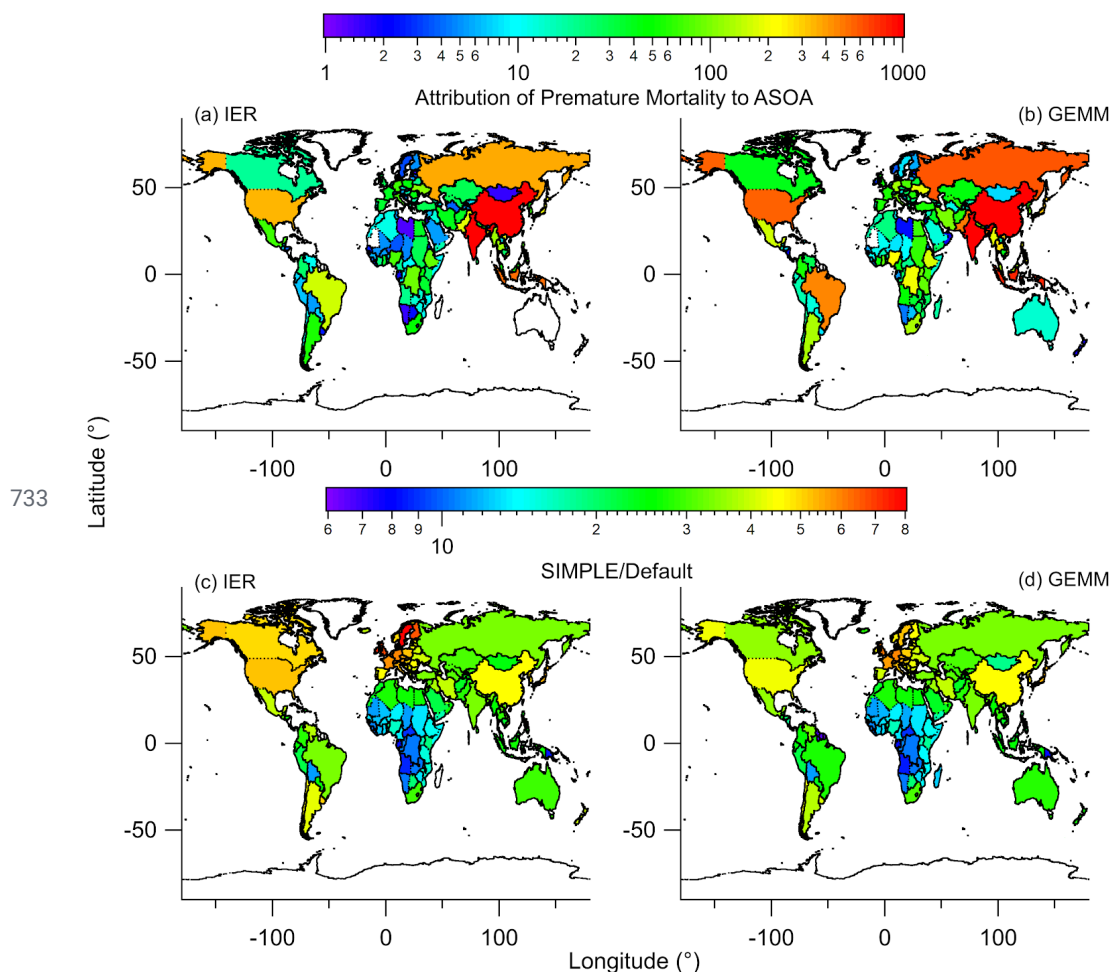 2 3 4 5 6 2 3 4 5 6 2 3 4 5 6
1 10 100 1000
Attribution of Premature Mortality to ASOA
(a) IER
(b) GEMM
50
0
-50
-100 0 100
-100 0 100
733
Latitude (°)
6 7 8 9 2 3 4 5 6 7 8
10
SIMPLE/Default
(c) IER
(d) GEMM
50
0
-50
-100 0 100
-100 0 100
Longitude (°)